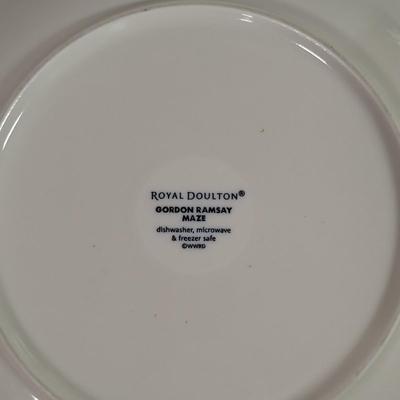 ROYAL DOULTON®
GORDON RAMSAY
MAZE
dishwasher, microwave
& freezer safe
©WWRD